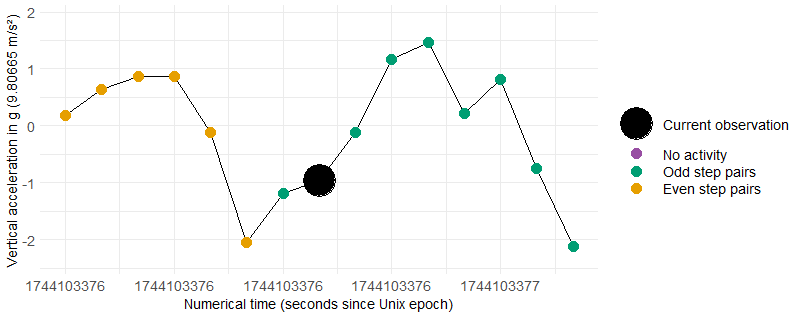 Vertical acceleration in g (9.80665 m/s²)
2
1
0
-1
-2
1744103376
1744103376
1744103376
1744103376
1744103377
Numerical time (seconds since Unix epoch)
Current observation
No activity
Odd step pairs
Even step pairs